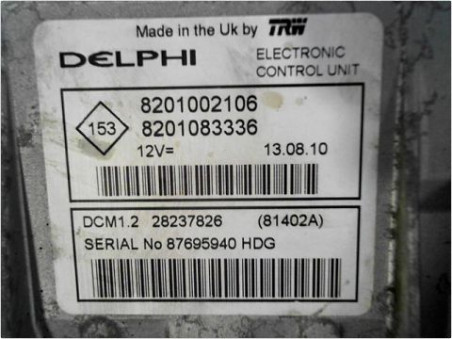 Made in the Uk by TRW
DELPHI
ELECTRONIC
CONTROL UNIT
153
8201002106
8201083336
12V= 13.08.10
DCM1.2 28237826 (81402A)
SERIAL No 87695940 HDG